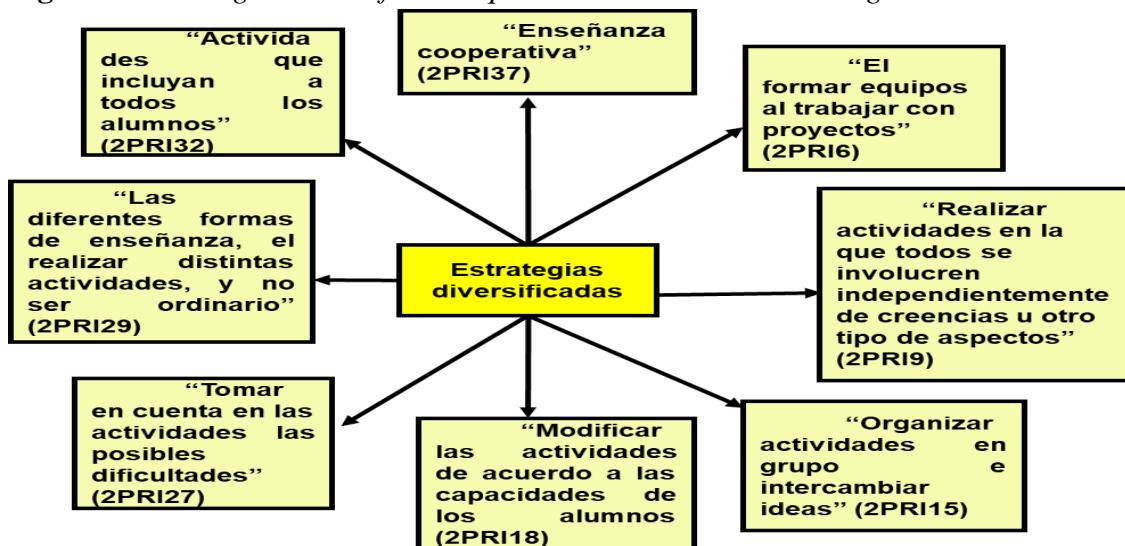 “Activida
des que
incluyan a
todos los
alumnos”
(2PRI32)
“Enseñanza
cooperativa”
(2PRI37)
“El
formar equipos
al trabajar con
proyectos”
(2PRI6)
“Las
diferentes formas
de enseñanza, el
realizar distintas
actividades, y no
ser ordinario”
(2PRI29)
Estrategias
diversificadas
“Realizar
actividades en la
que todos se
involucren
independientemente
de creencias u otro
tipo de aspectos”
(2PRI9)
“Tomar
en cuenta en las
actividades las
posibles
dificultades”
(2PRI27)
“Modificar
las actividades
de acuerdo a las
capacidades de
los alumnos
(2PRI18)
“Organizar
actividades en
grupo e
intercambiar
ideas” (2PRI15)